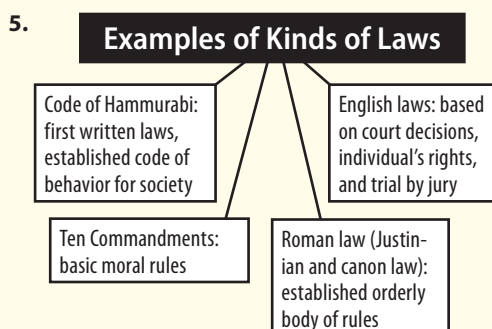 5.
Examples of Kinds of Laws
Code of Hammurabi:
first written laws,
established code of
behavior for society
English laws: based
on court decisions,
individual's rights,
and trial by jury
Ten Commandments:
basic moral rules
Roman law (Justin-
ian and canon law):
established orderly
body of rules